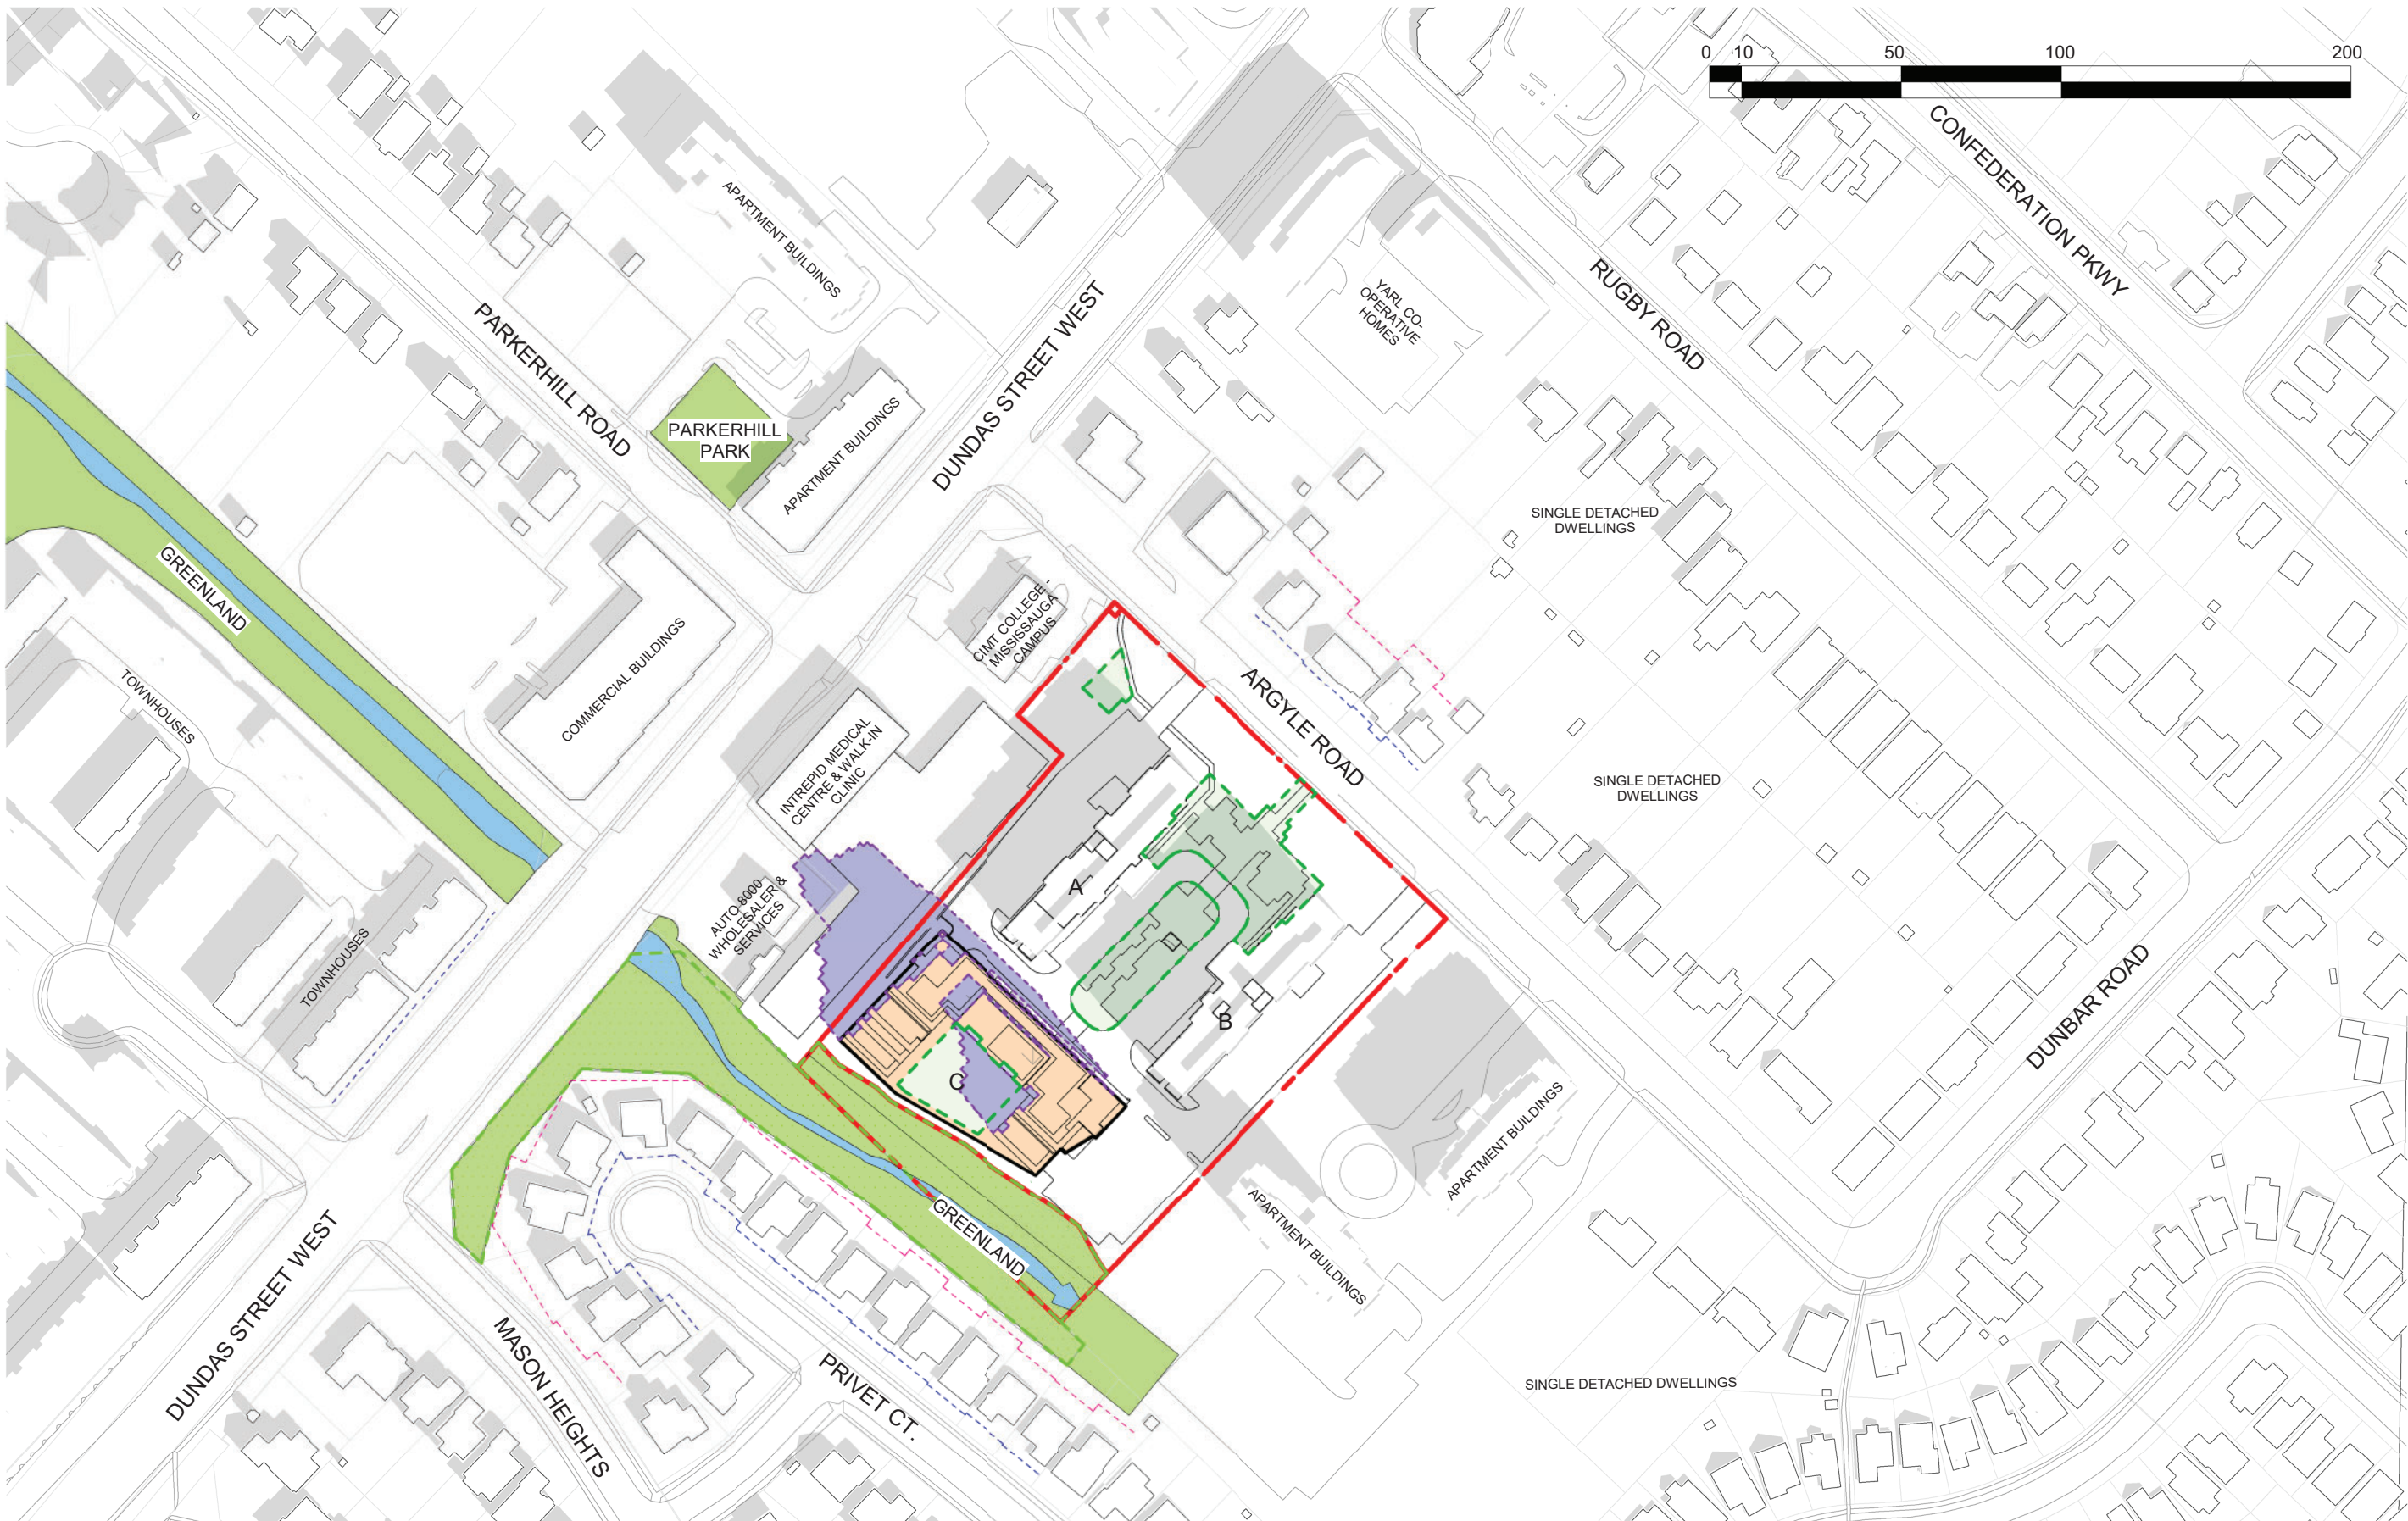 0 10 50 100 200
CONFEDERATION PKWY
APARTMENT BUILDINGS
DUNDAS STREET WEST
YARL CO-
OPERATIVE
HOMES
RUGBY ROAD
PARKERHILL ROAD
PARKERHILL
PARK
APARTMENT BUILDINGS
SINGLE DETACHED
DWELLINGS
GREENLAND
CIMT COLLEGE -
MISSISSAUGA
CAMPUS
COMMERCIAL BUILDINGS
TOWNHOUSES
ARGYLE ROAD
INTREPID MEDICAL
CENTRE & WALK-IN
CLINIC
SINGLE DETACHED
DWELLINGS
A
AUTO 8000
WHOLESALER &
SERVICES
TOWNHOUSES
B
DUNBAR ROAD
C
APARTMENT BUILDINGS
GREENLAND
APARTMENT BUILDINGS
DUNDAS STREET WEST
MASON HEIGHTS
PRIVET CT.
SINGLE DETACHED DWELLINGS